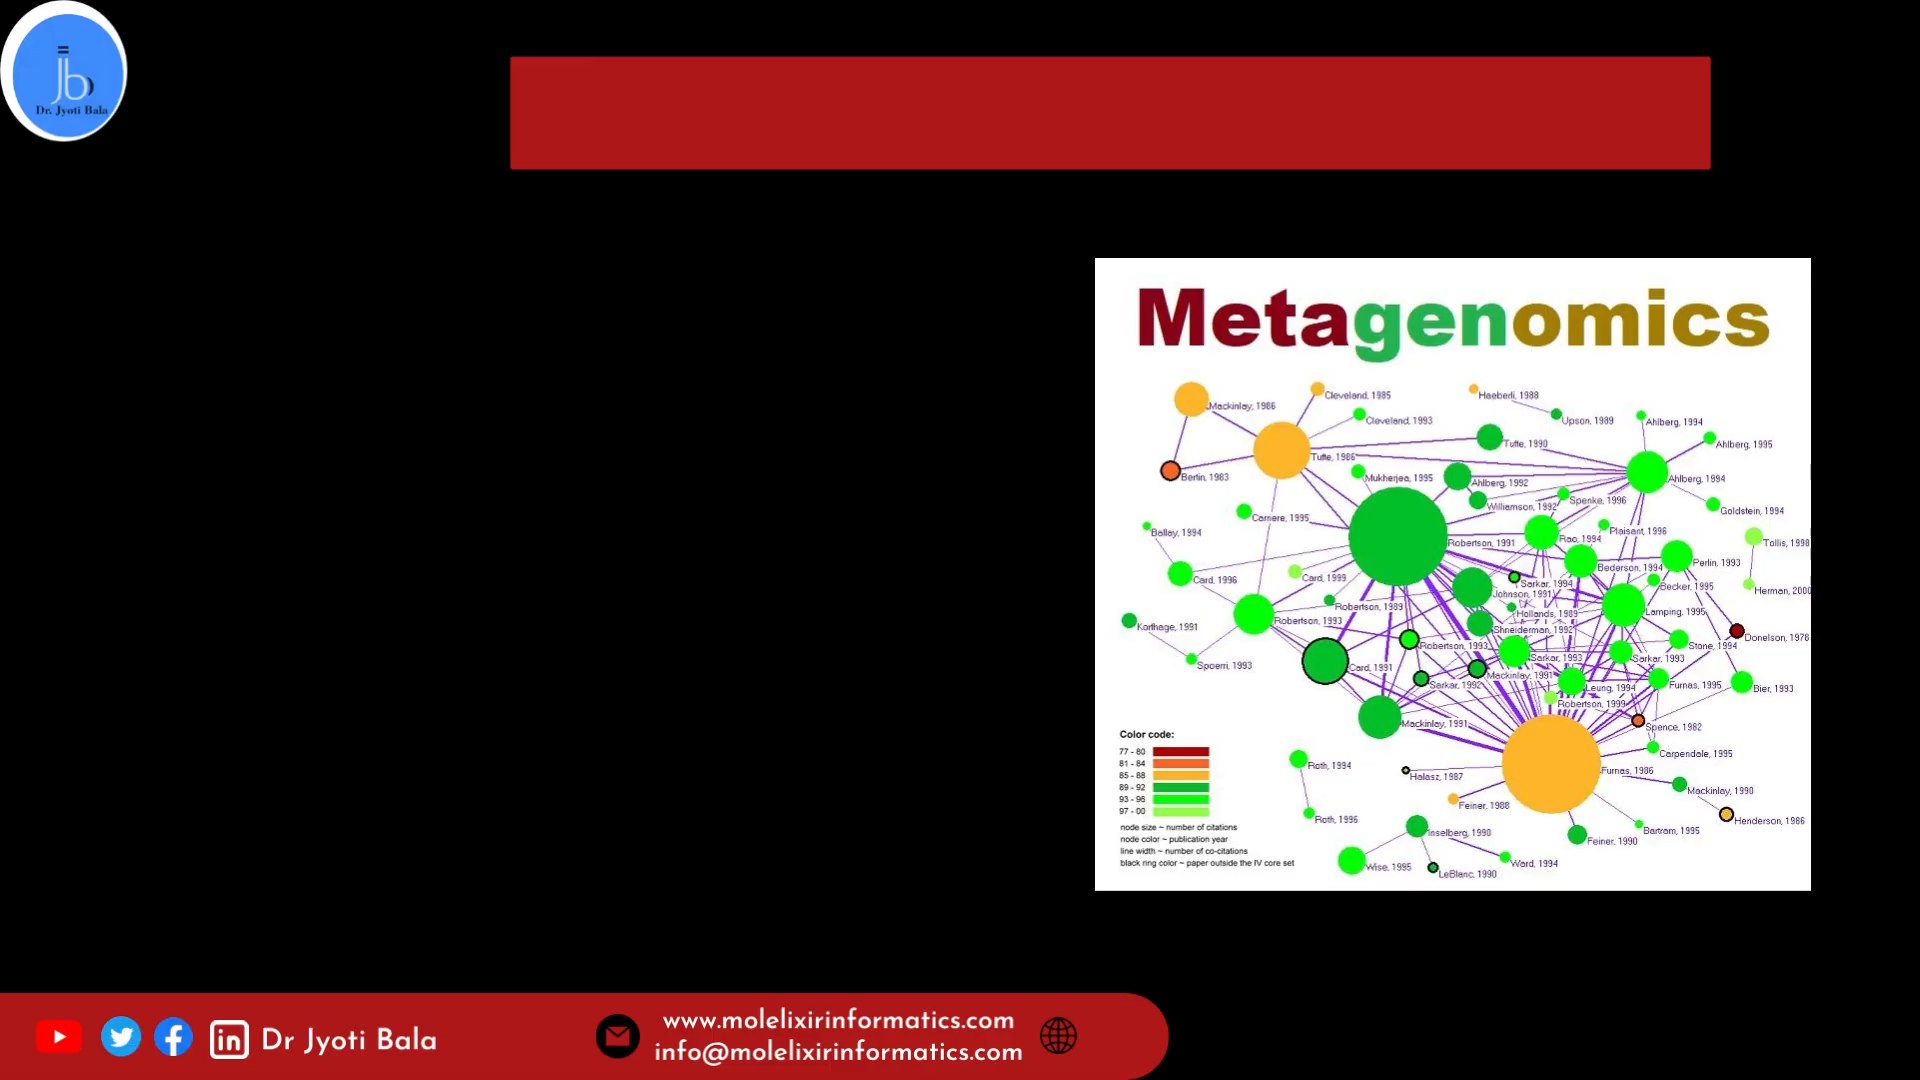 Dr. Jyoti Bala
Metagenomics
Mackinlay, 1986
Cleveland, 1985
Haeberli, 1988
Cleveland, 1993
Upson, 1989
Ahlberg, 1994
Tufte, 1990
Ahlberg, 1995
Tufte, 1986
Bertin, 1983
Mukherjea, 1995
Ahlberg, 1992
Ahlberg, 1994
Spenke, 1996
Williamson, 1992
Goldstein, 1994
Carriere, 1995
Plaisant, 1996
Balley, 1994
Robertson, 1991
Rao, 1994
Tollis, 1998
Bederson, 1994
Perlin, 1993
Card, 1996
Card, 1999
Sarkar, 1994
Becker, 1995
Herman, 2000
Johnson, 1991
Robertson, 1989
Hollands, 1989
Lamping, 1995
Robertson, 1993
Korfhage, 1991
Shneiderman, 1992
Donelson, 1978
Robertson, 1993
Stone, 1994
Spoerri, 1993
Card, 1991
Sarkar, 1993
Sarkar, 1993
Mackinlay, 1991
Sarkar, 1992
Leung, 1994
Furnas, 1995
Bier, 1993
Robertson, 1999
Mackinlay, 1991
Spence, 1982
Carpendale, 1995
Roth, 1994
Halasz, 1987
Furnas, 1986
Mackinlay, 1990
Feiner, 1988
Roth, 1996
Henderson, 1986
Inselberg, 1990
Bartram, 1995
Feiner, 1990
Wise, 1995
LeBlanc, 1990
Ward, 1994
Color code:
77 - 80
81 - 84
85 - 88
89 - 92
93 - 96
97 - 00
node size ~ number of citations
node color ~ publication year
line width ~ number of co-citations
black ring color ~ paper outside the IV core set
Dr Jyoti Bala
www.molelixirinformatics.com
info@molelixirinformatics.com